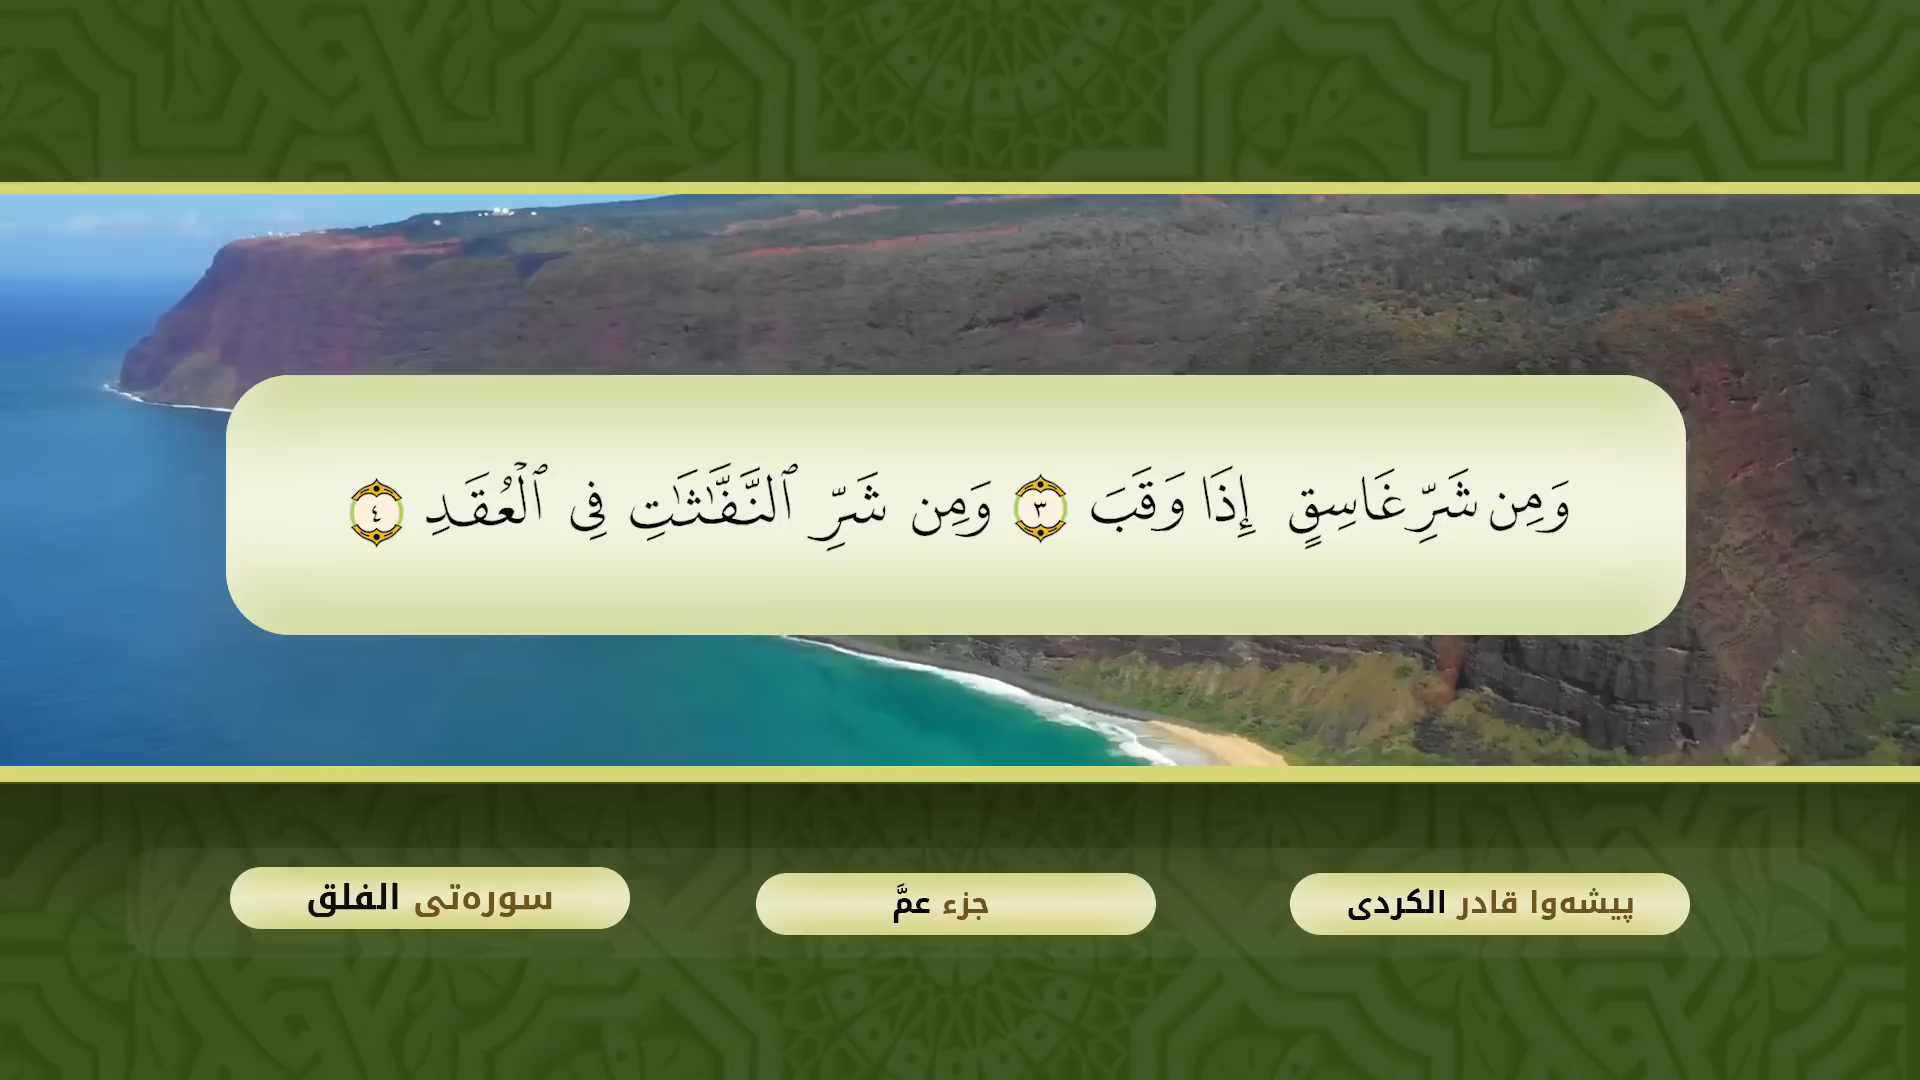 وَمِن شَرِّ غَاسِقٍ إِذَا وَقَبَ ٣ وَمِن شَرِّ ٱلنَّفَّـٰثَـٰتِ فِى ٱلْعُقَدِ ٤
پیشەوا قادر الکردی
جزء عمَّ
سورەتی الفلق